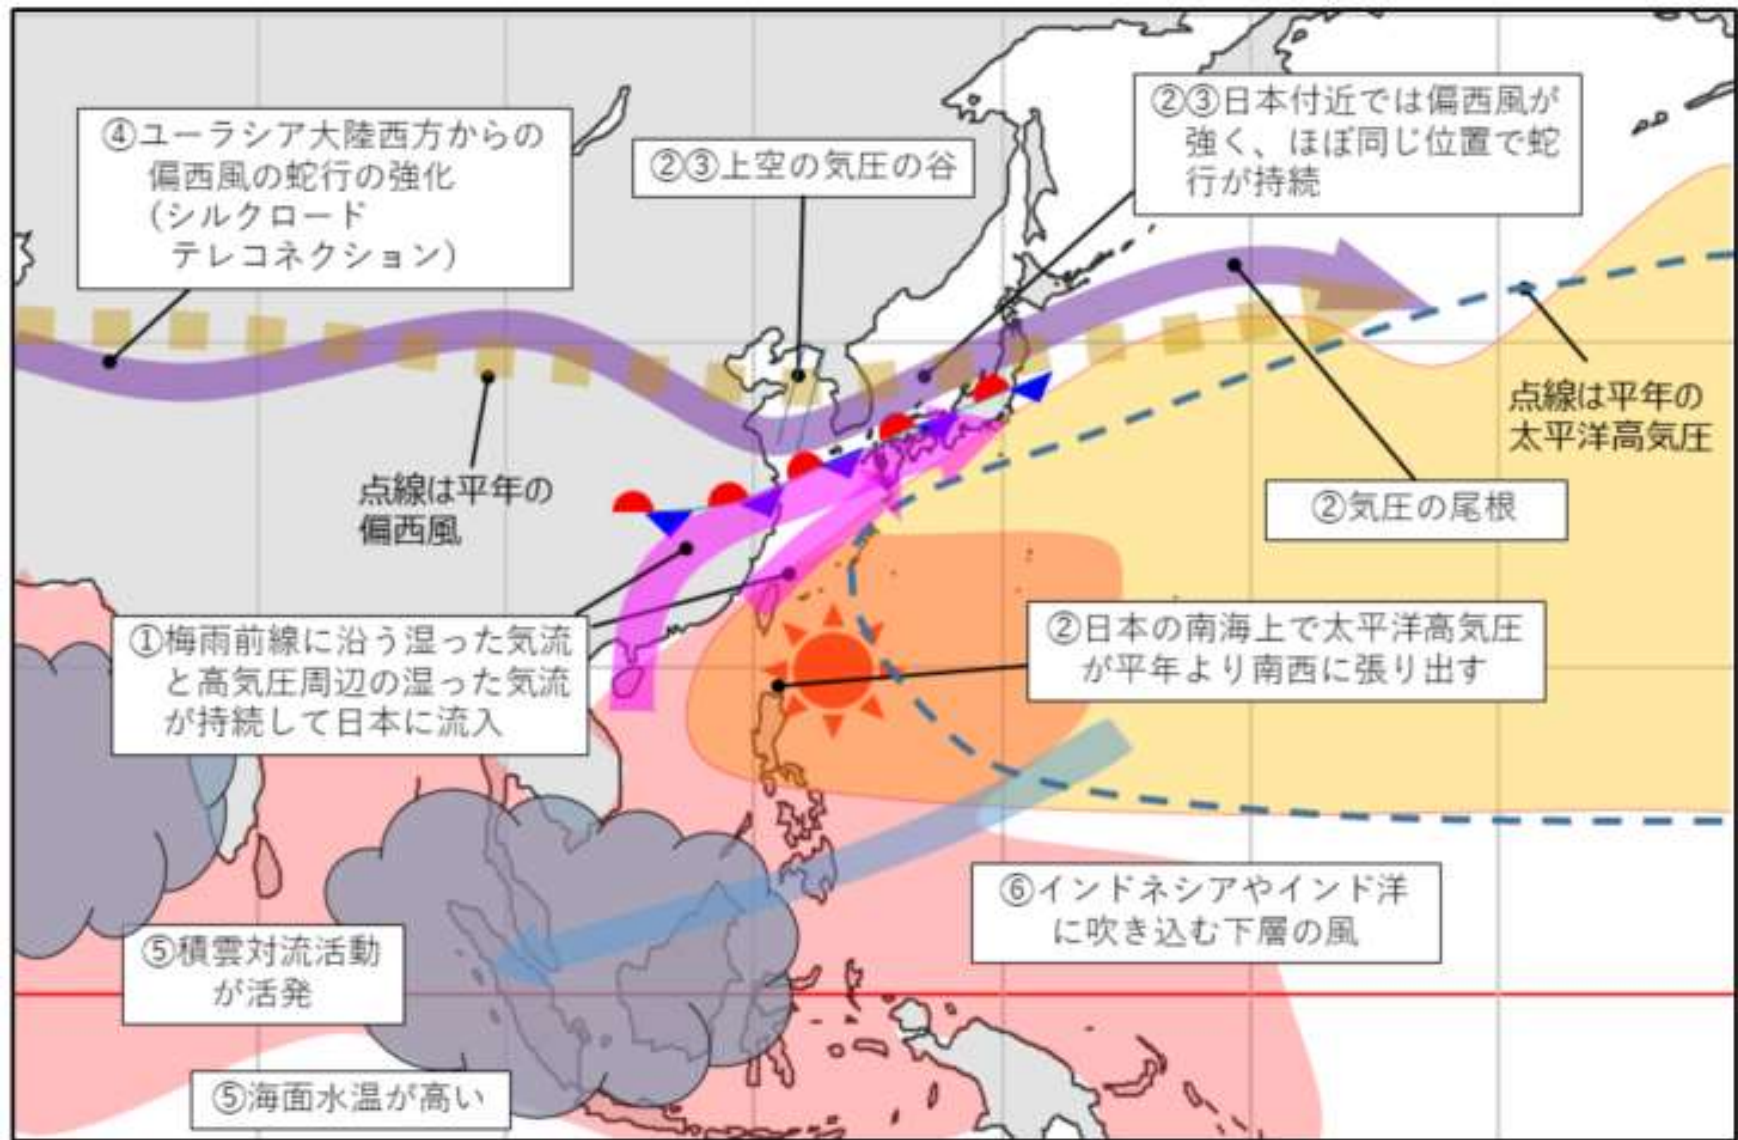 ④ユーラシア大陸西方からの
偏西風の蛇行の強化
(シルクロード
テレコネクション)
②③上空の気圧の谷
②③日本付近では偏西風が
強く、ほぼ同じ位置で蛇
行が持続
点線は平年の
偏西風
点線は平年の
太平洋高気圧
②気圧の尾根
①梅雨前線に沿う湿った気流
と高気圧周辺の湿った気流
が持続して日本に流入
②日本の南海上で太平洋高気圧
が平年より南西に張り出す
⑥インドネシアやインド洋
に吹き込む下層の風
⑤積雲対流活動
が活発
⑤海面水温が高い